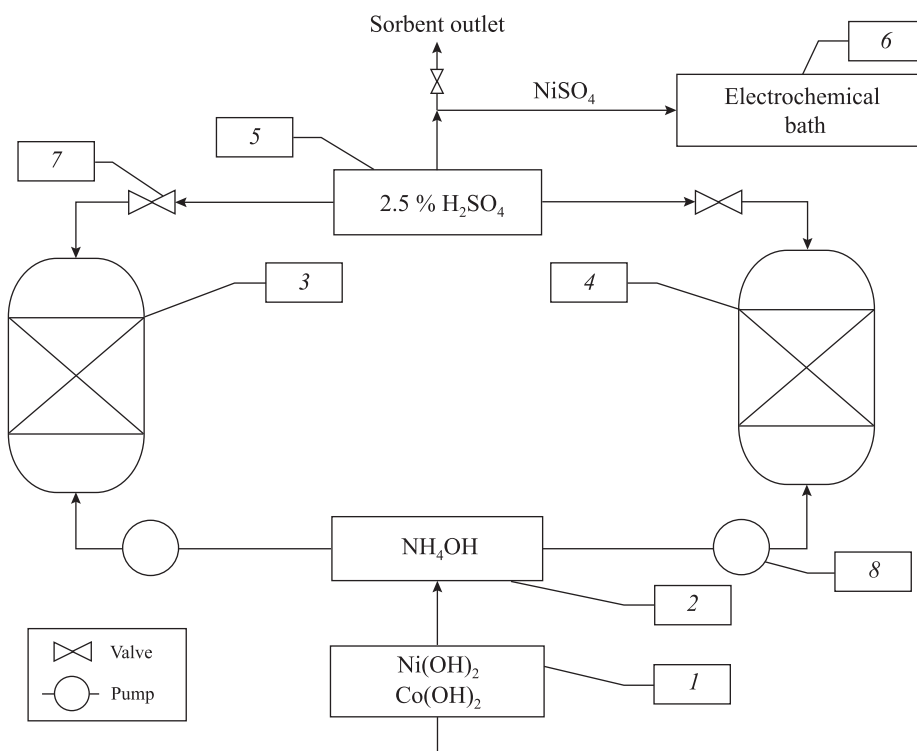 Sorbent outlet
6
NiSO₄
Electrochemical
bath
5
7
2.5 % H₂SO₄
3
4
NH₄OH
8
2
Valve
Ni(OH)₂
Co(OH)₂
1
Pump